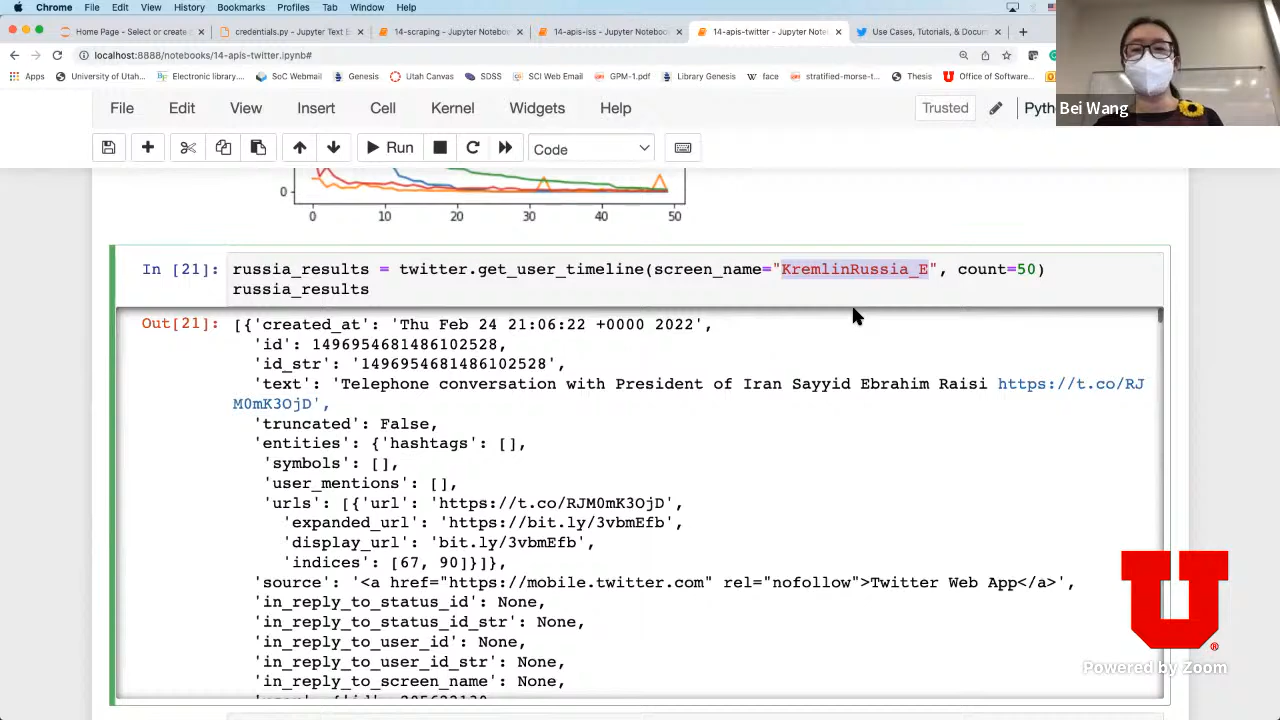 Chrome File Edit View History Bookmarks Profiles Tab Window Help
Home Page - Select or create credentials.py - Jupyter Text E 14-scraping - Jupyter Notebook 14-apis-iss - Jupyter Notebook 14-apis-twitter - Jupyter Note Use Cases, Tutorials, & Docum
localhost:8888/notebooks/14-apis-twitter.ipynb#
Apps University of Utah... Electronic library... SoC Webmail Genesis Utah Canvas SDSS SCI Web Email GPM-1.pdf Library Genesis face stratified-morse-t... Thesis Office of Software...
File Edit View Insert Cell Kernel Widgets Help Trusted Pyth
Bei Wang
Run Code
0
0 10 20 30 40 50
In [21]: russia_results = twitter.get_user_timeline(screen_name="KremlinRussia_E", count=50)
russia_results
Out[21]: [{'created_at': 'Thu Feb 24 21:06:22 +0000 2022',
'id': 1496954681486102528,
'id_str': '1496954681486102528',
'text': 'Telephone conversation with President of Iran Sayyid Ebrahim Raisi https://t.co/RJ
M0mK3OjD',
'truncated': False,
'entities': {'hashtags': [],
'symbols': [],
'user_mentions': [],
'urls': [{'url': 'https://t.co/RJM0mK3OjD',
'expanded_url': 'https://bit.ly/3vbmEfb',
'display_url': 'bit.ly/3vbmEfb',
'indices': [67, 90]}]},
'source': '<a href="https://mobile.twitter.com" rel="nofollow">Twitter Web App</a>',
'in_reply_to_status_id': None,
'in_reply_to_status_id_str': None,
'in_reply_to_user_id': None,
'in_reply_to_user_id_str': None,
'in_reply_to_screen_name': None,
U
Powered by Zoom